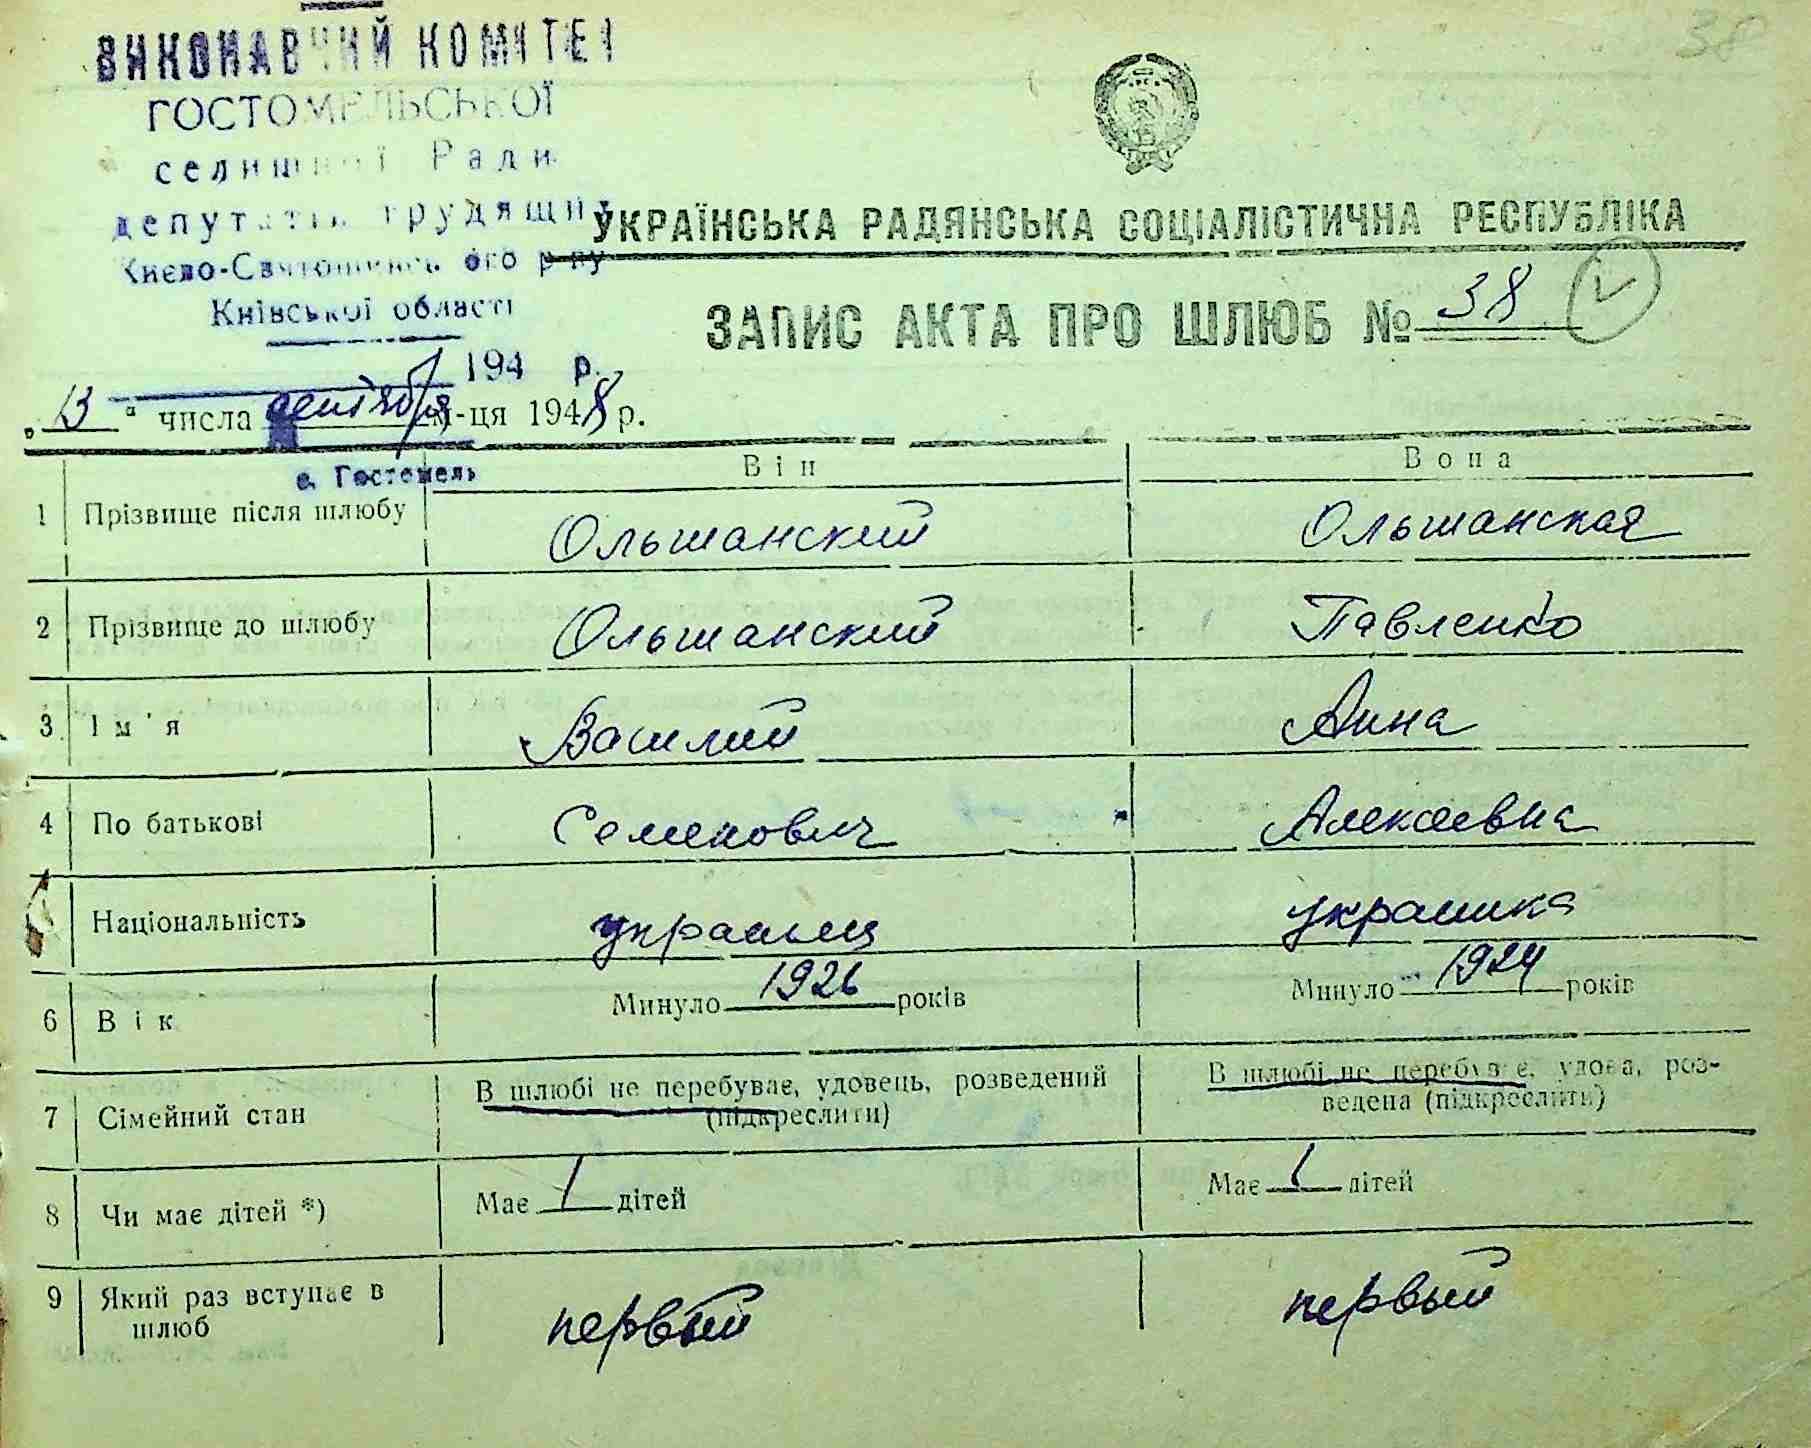 38
ВИКОНАВЧИЙ КОМІТЕТ
ГОСТОМЕЛЬСЬКОЇ
селищної Ради
депутатів трудящих
Києво-Святошинського р-ну
Київської області
194 р.
УКРАЇНСЬКА РАДЯНСЬКА СОЦІАЛІСТИЧНА РЕСПУБЛІКА
ЗАПИС АКТА ПРО ШЛЮБ № 38
„13“ числа сентября м-ця 1948 р.
с. Гостомель
Він Вона
1 Прізвище після шлюбу Ольшанский Ольшанская
2 Прізвище до шлюбу Ольшанский Павленко
3 Ім'я Василий Анна
4 По батькові Семенович Алексеевна
Національність украинец украинка
6 Вік Минуло 1926 років Минуло 1924 років
7 Сімейний стан В шлюбі не перебуває, удовець, розведений (підкреслити) В шлюбі не перебуває, удова, роз-
ведена (підкреслить)
8 Чи має дітей *) Має 1 дітей Має 1 дітей
9 Який раз вступає в
шлюб первый первый